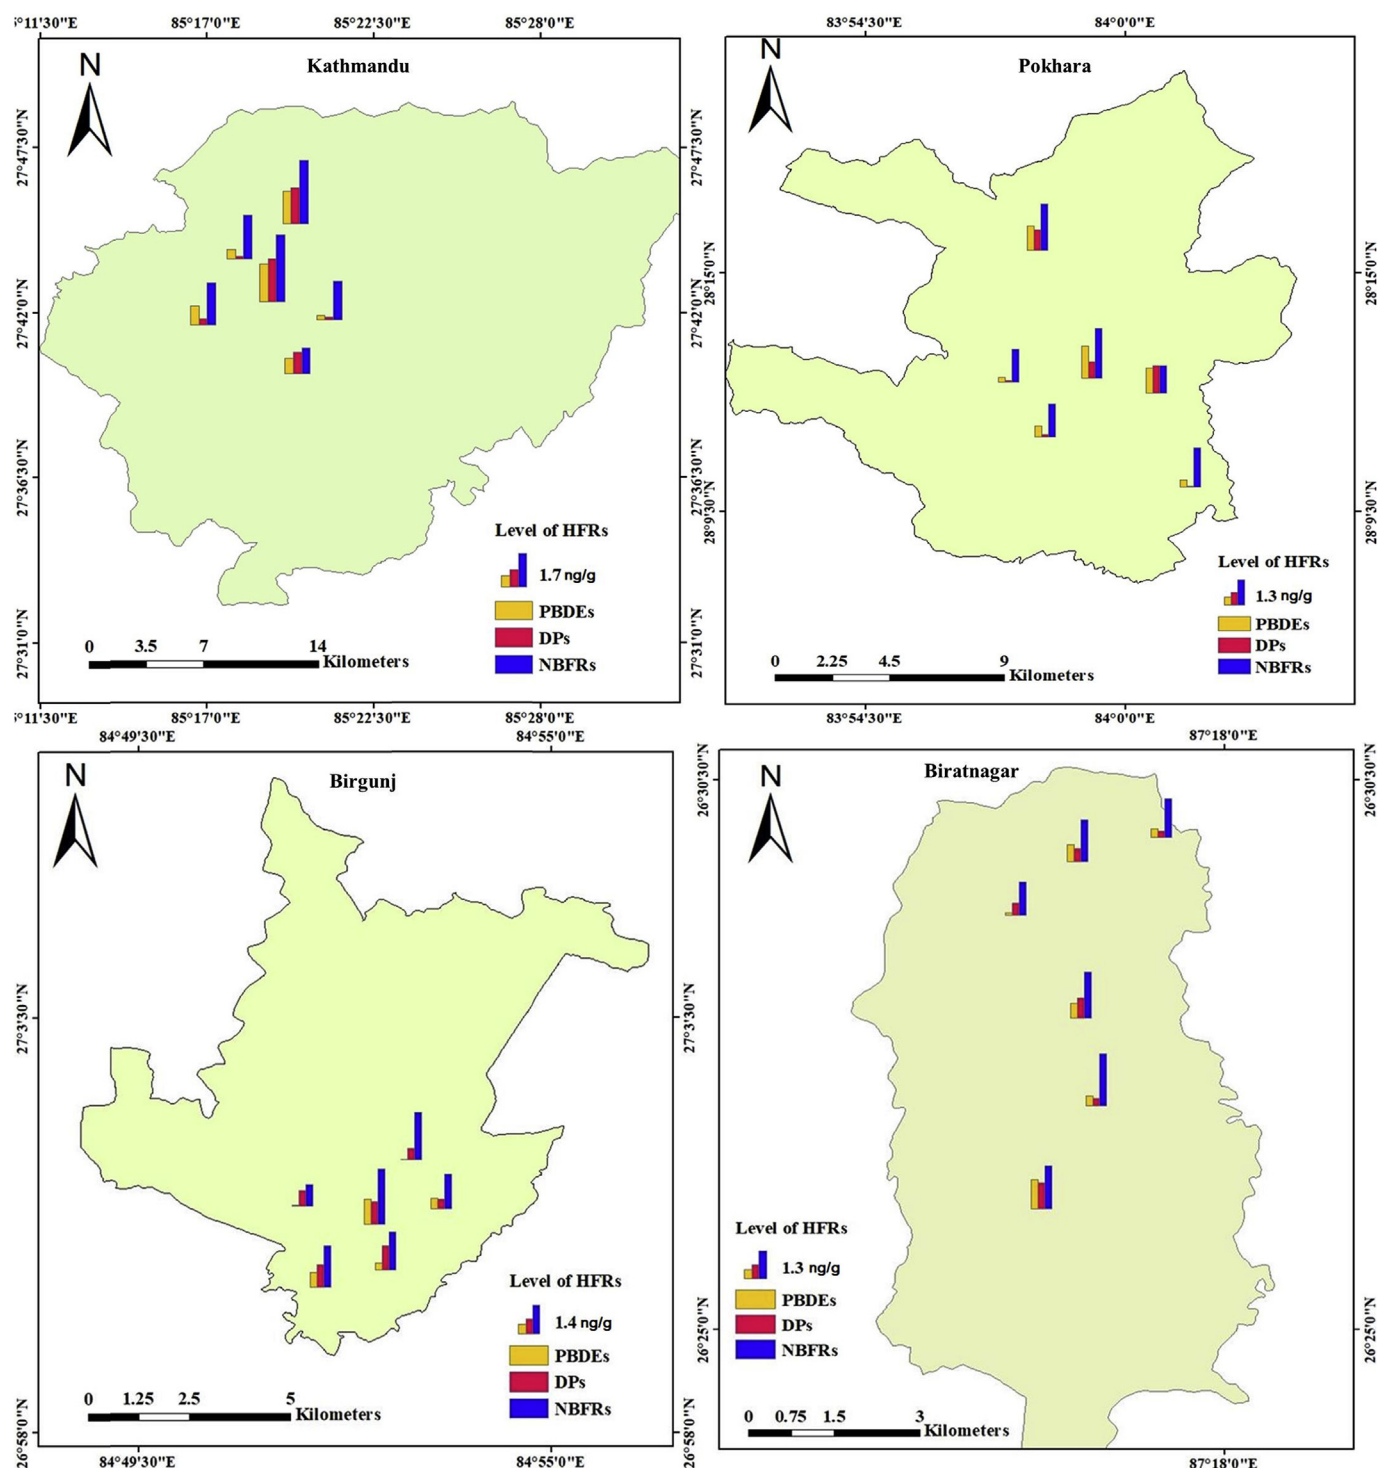 5°11'30"E 85°17'0"E 85°22'30"E 85°28'0"E
N
Kathmandu
27°47'30"N
27°42'0"N
27°36'30"N
27°31'0"N
27°47'30"N
27°42'0"N
27°36'30"N
27°31'0"N
Level of HFRs
1.7 ng/g
PBDEs
DPs
NBFRs
0 3.5 7 14
Kilometers
5°11'30"E 85°17'0"E 85°22'30"E 85°28'0"E
83°54'30"E 84°0'0"E
N
Pokhara
28°15'0"N
28°9'30"N
28°15'0"N
28°9'30"N
Level of HFRs
1.3 ng/g
PBDEs
DPs
NBFRs
0 2.25 4.5 9
Kilometers
83°54'30"E 84°0'0"E
84°49'30"E 84°55'0"E
N
Birgunj
27°3'30"N
26°58'0"N
27°3'30"N
26°58'0"N
Level of HFRs
1.4 ng/g
PBDEs
DPs
NBFRs
0 1.25 2.5 5
Kilometers
84°49'30"E 84°55'0"E
87°18'0"E
N
Biratnagar
26°30'30"N
26°25'0"N
26°30'30"N
26°25'0"N
Level of HFRs
1.3 ng/g
PBDEs
DPs
NBFRs
0 0.75 1.5 3
Kilometers
87°18'0"E